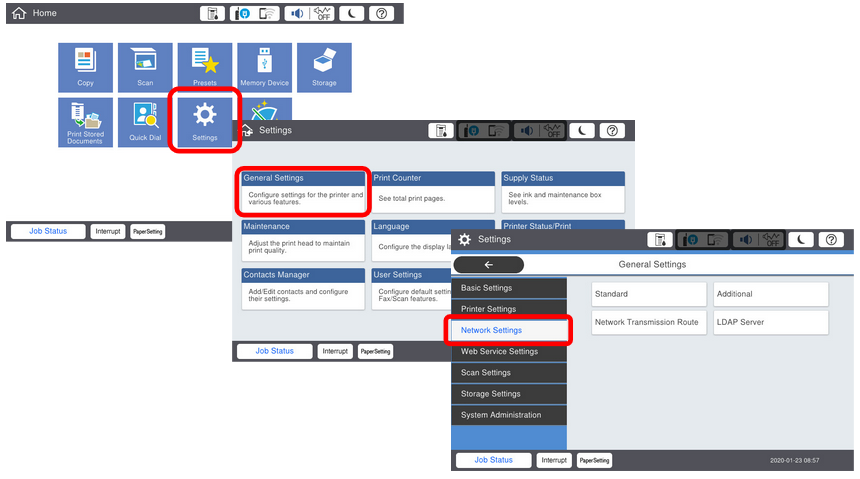 Home
OFF
Copy
Scan
Presets
Memory Device
Storage
Print Stored
Documents
Quick Dial
Settings
Job Status
Interrupt
PaperSetting
Settings
OFF
General Settings
Configure settings for the printer and
various features.
Print Counter
See total print pages.
Supply Status
See ink and maintenance box
levels.
Maintenance
Adjust the print head to maintain
print quality.
Language
Configure the display la
Printer Status/Print
Contacts Manager
Add/Edit contacts and configure
their settings.
User Settings
Configure default settin
Fax/Scan features.
Job Status
Interrupt
PaperSetting
Settings
OFF
General Settings
Basic Settings
Printer Settings
Network Settings
Web Service Settings
Scan Settings
Storage Settings
System Administration
Standard
Additional
Network Transmission Route
LDAP Server
Job Status
Interrupt
PaperSetting
2020-01-23 08:57